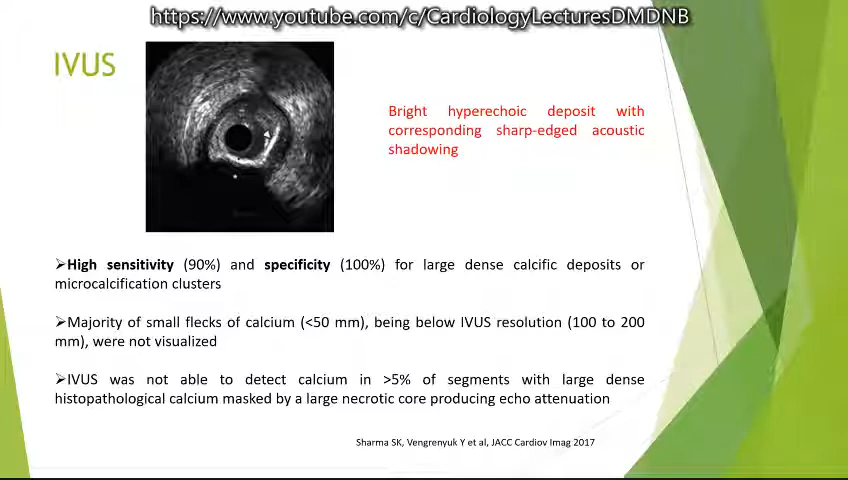 https://www.youtube.com/c/CardiologyLecturesDMDNB
IVUS
Bright hyperechoic deposit with
corresponding sharp-edged acoustic
shadowing
➢High sensitivity (90%) and specificity (100%) for large dense calcific deposits or
microcalcification clusters
➢Majority of small flecks of calcium (<50 mm), being below IVUS resolution (100 to 200
mm), were not visualized
➢IVUS was not able to detect calcium in >5% of segments with large dense
histopathological calcium masked by a large necrotic core producing echo attenuation
Sharma SK, Vengrenyuk Y et al, JACC Cardiov Imag 2017